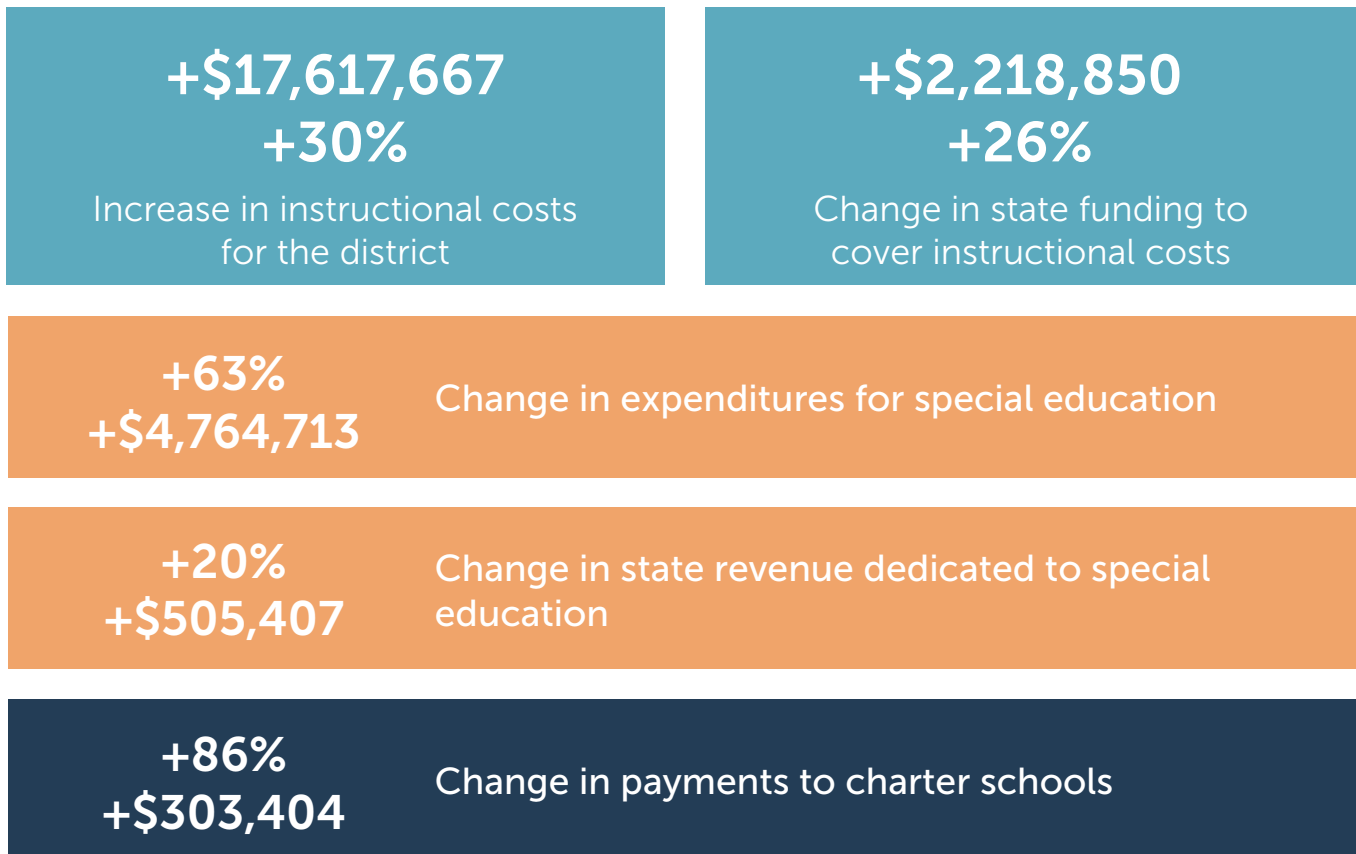 +$17,617,667
+30%
Increase in instructional costs
for the district
+$2,218,850
+26%
Change in state funding to
cover instructional costs
+63%
+$4,764,713
Change in expenditures for special education
+20%
+$505,407
Change in state revenue dedicated to special
education
+86%
+$303,404
Change in payments to charter schools